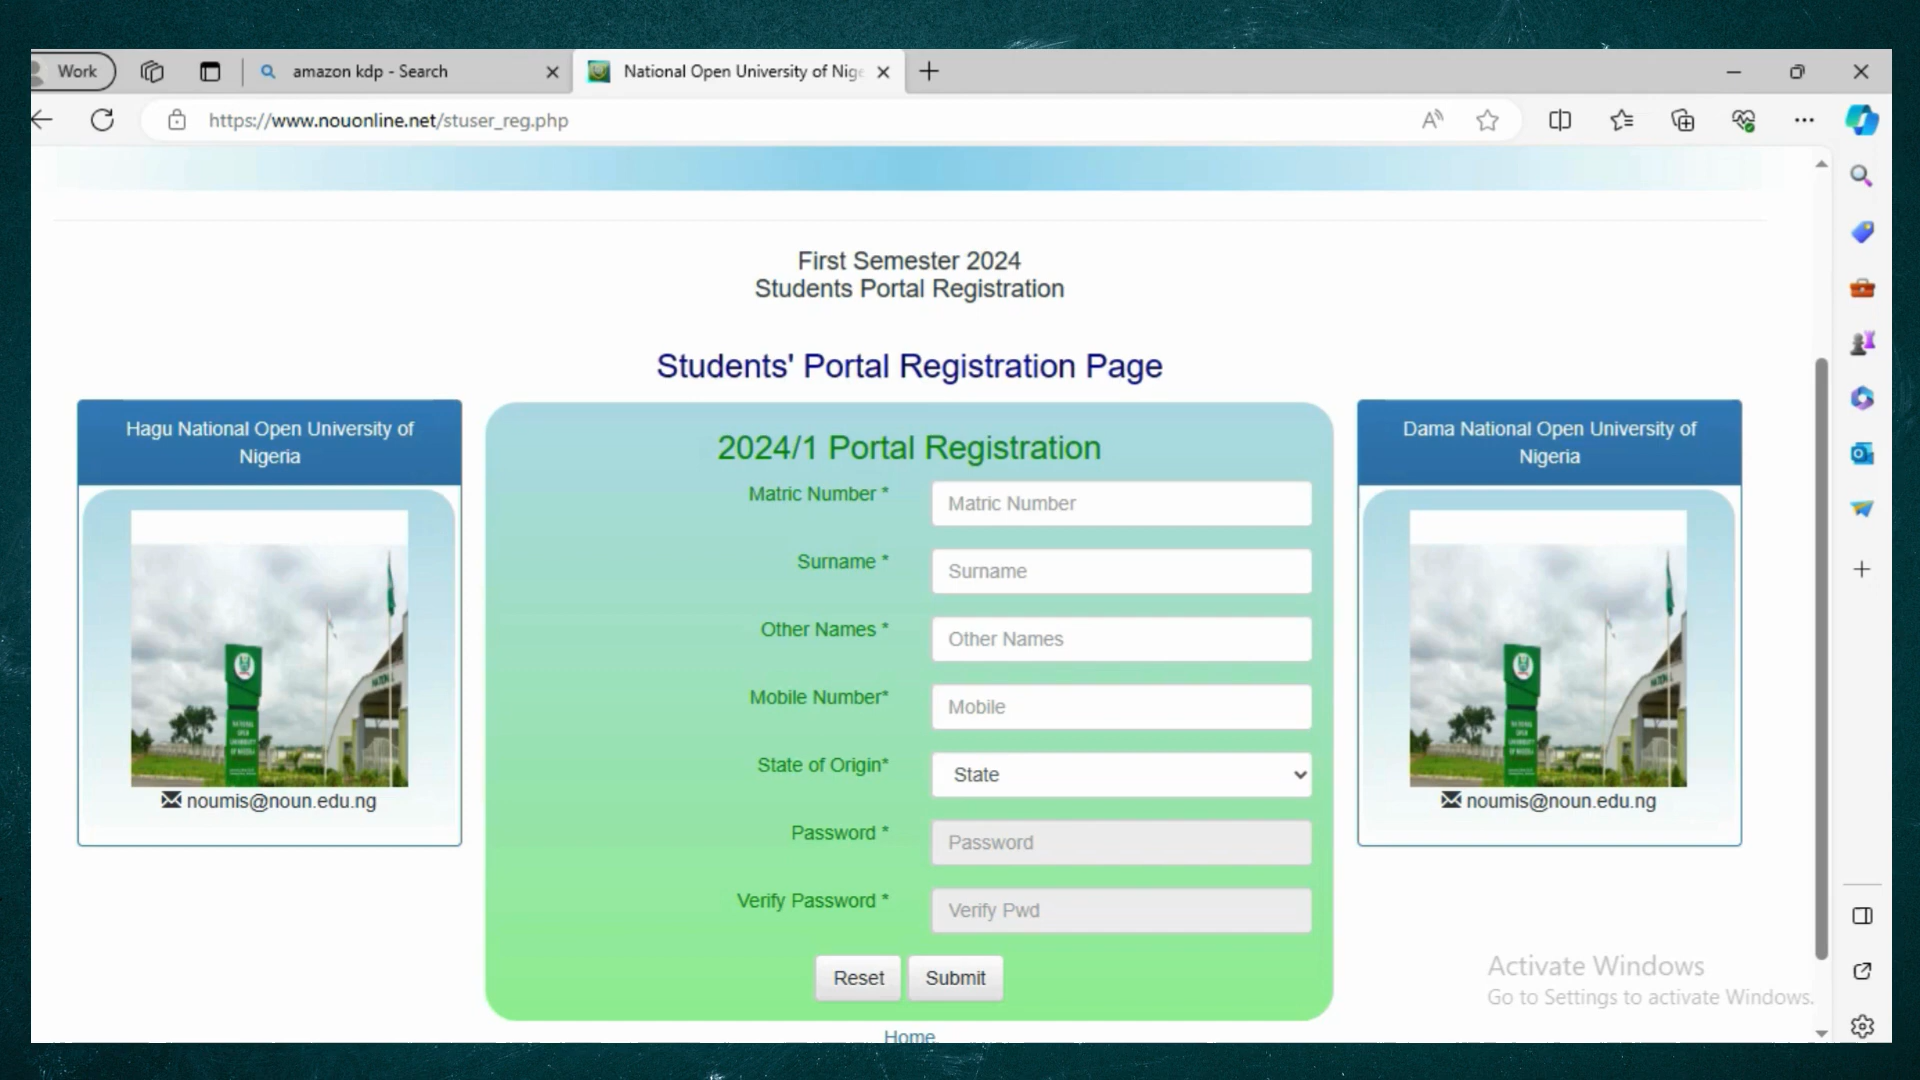 Work
amazon kdp - Search
National Open University of Nige
https://www.nouonline.net/stuser_reg.php
First Semester 2024
Students Portal Registration
Students' Portal Registration Page
Hagu National Open University of
Nigeria
noumis@noun.edu.ng
2024/1 Portal Registration
Matric Number * Matric Number
Surname * Surname
Other Names * Other Names
Mobile Number* Mobile
State of Origin* State
Password * Password
Verify Password * Verify Pwd
Reset Submit
Home
Dama National Open University of
Nigeria
noumis@noun.edu.ng
Activate Windows
Go to Settings to activate Windows.